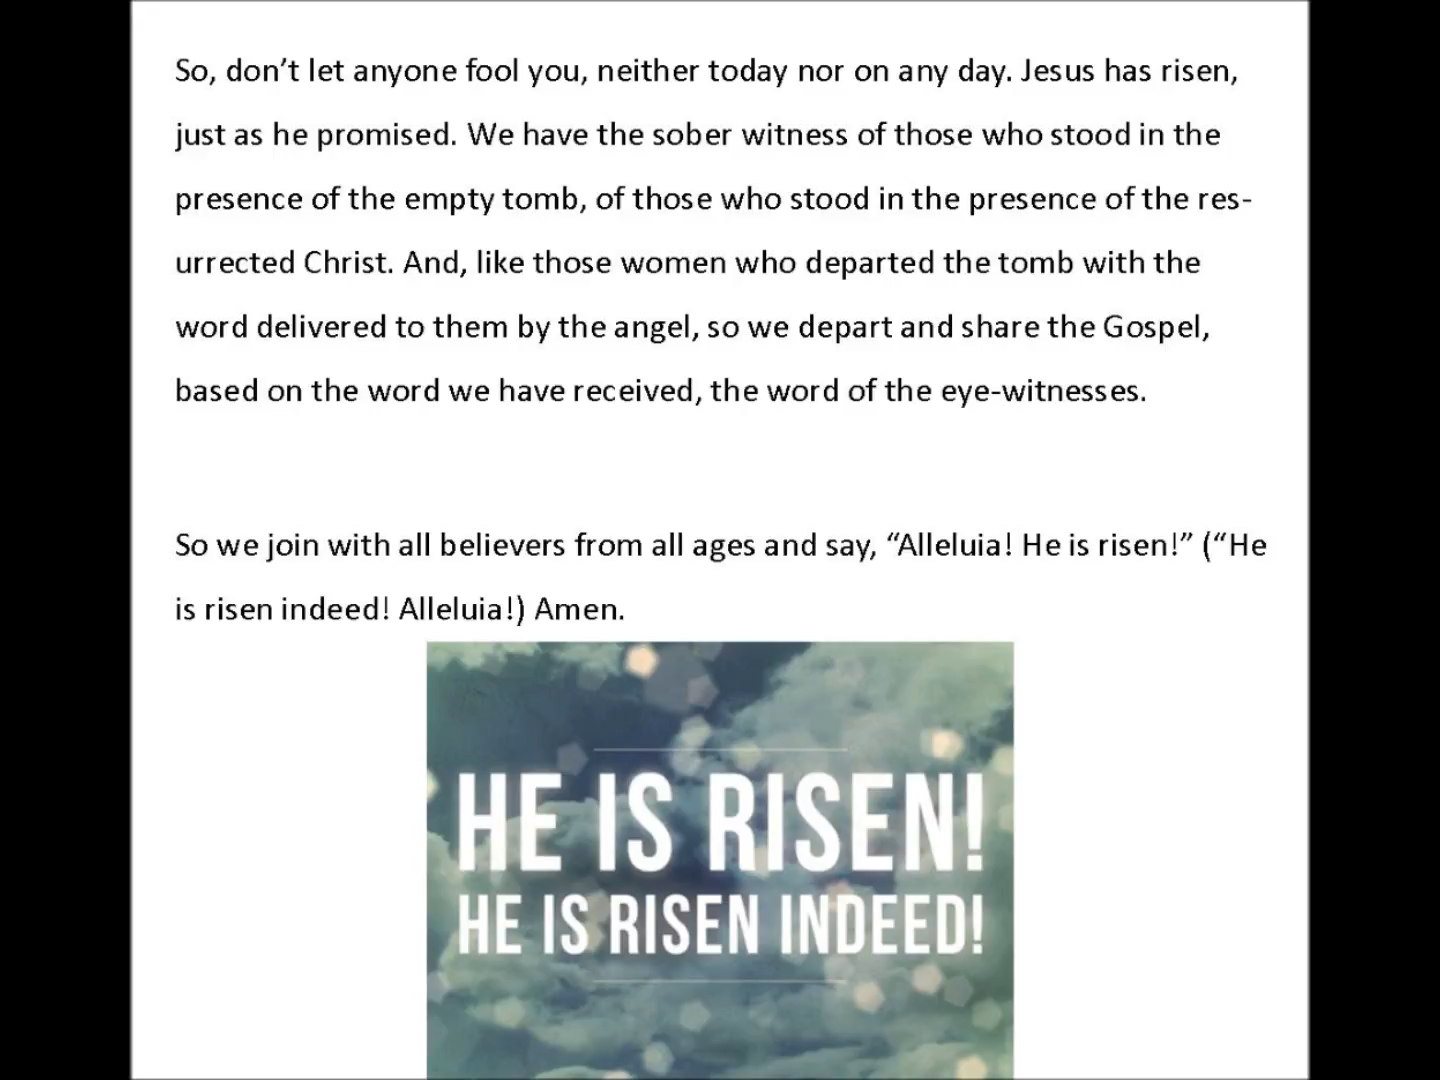 So, don’t let anyone fool you, neither today nor on any day. Jesus has risen,
just as he promised. We have the sober witness of those who stood in the
presence of the empty tomb, of those who stood in the presence of the res-
urrected Christ. And, like those women who departed the tomb with the
word delivered to them by the angel, so we depart and share the Gospel,
based on the word we have received, the word of the eye-witnesses.
So we join with all believers from all ages and say, “Alleluia! He is risen!” (“He
is risen indeed! Alleluia!) Amen.
HE IS RISEN!
HE IS RISEN INDEED!